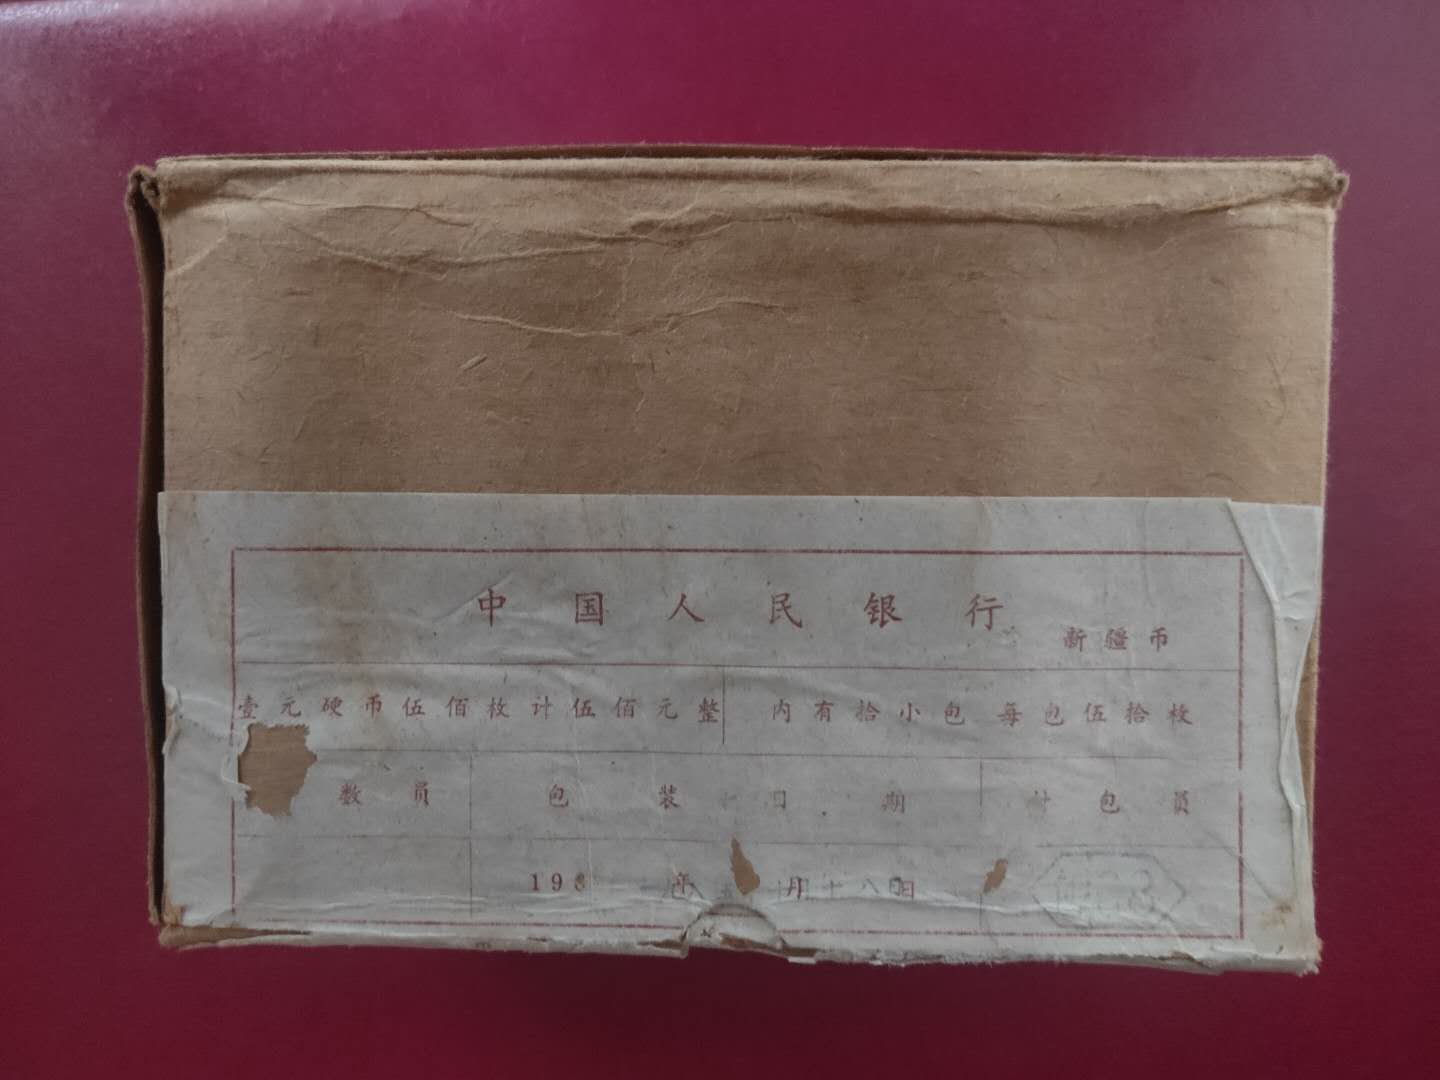 中国人民银行
新疆币
壹元硬币伍佰枚计伍佰元整 内有拾小包每包伍拾枚
数员 包装日期 封包员
198 年 月 十八日